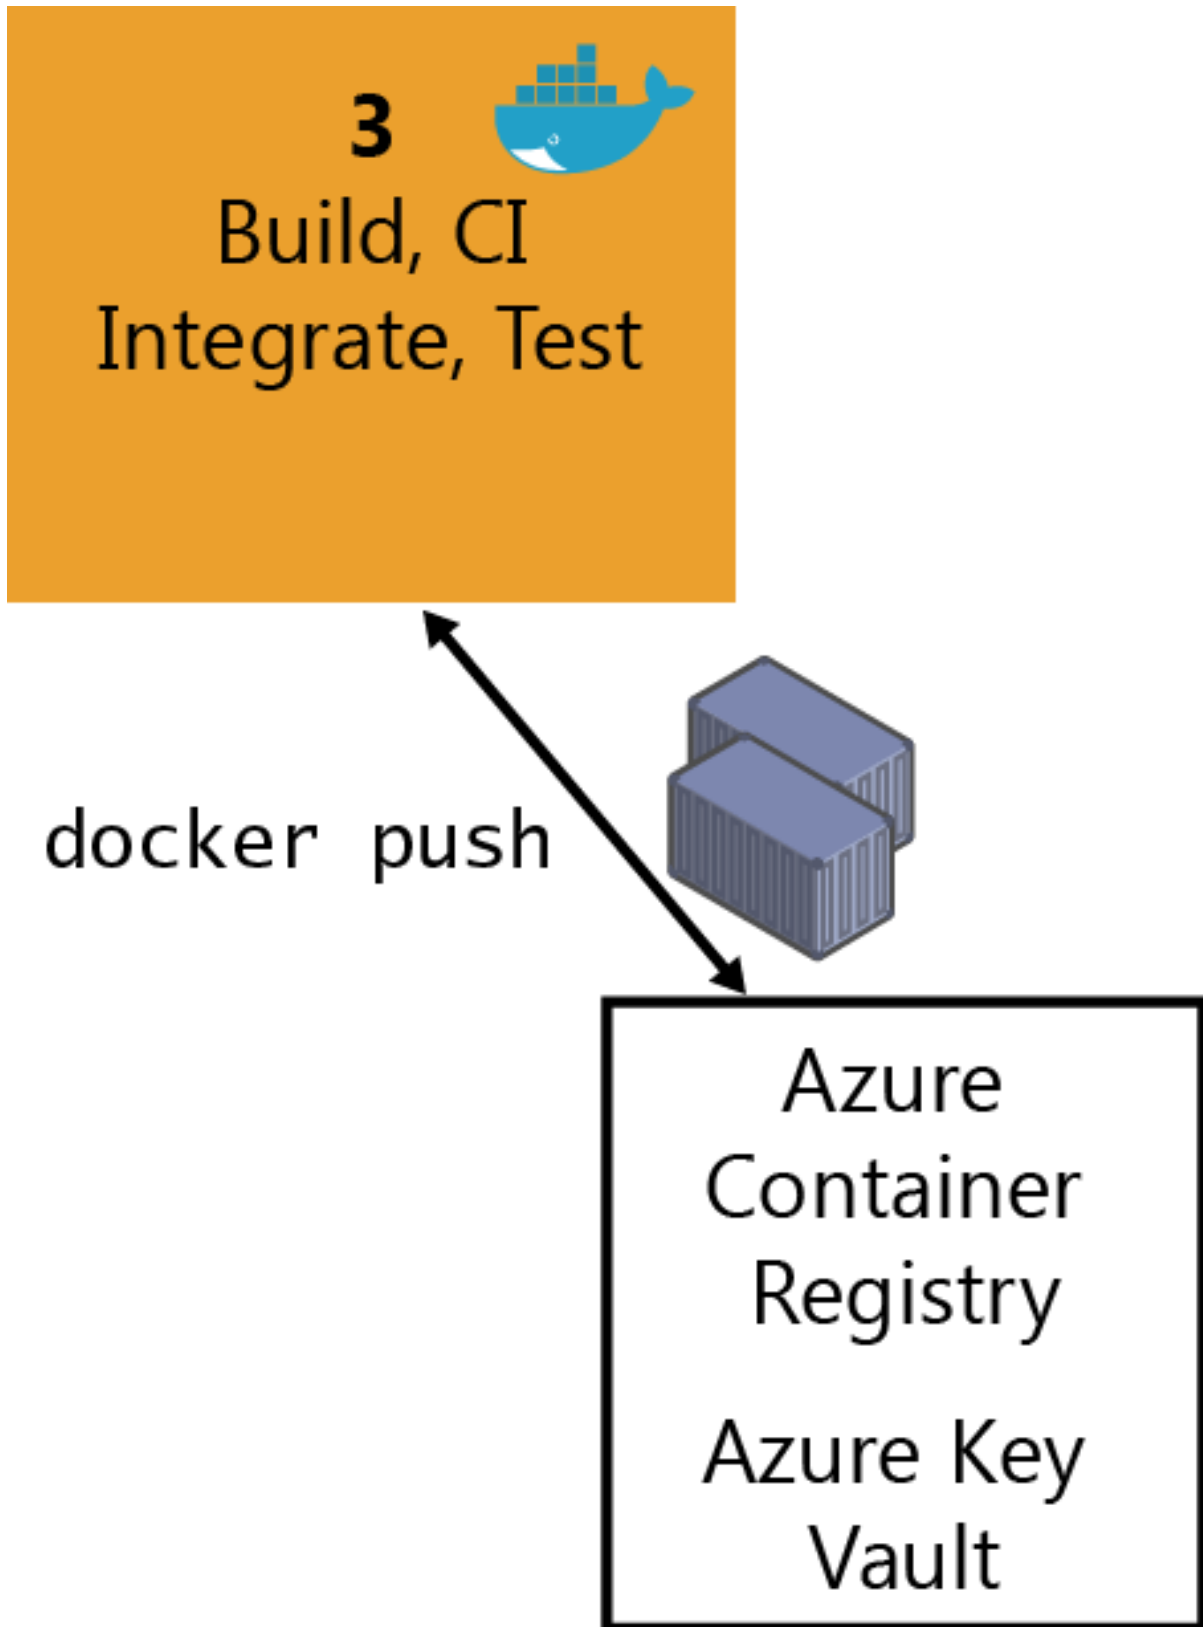 3
Build, CI
Integrate, Test
docker push
Azure
Container
Registry
Azure Key
Vault